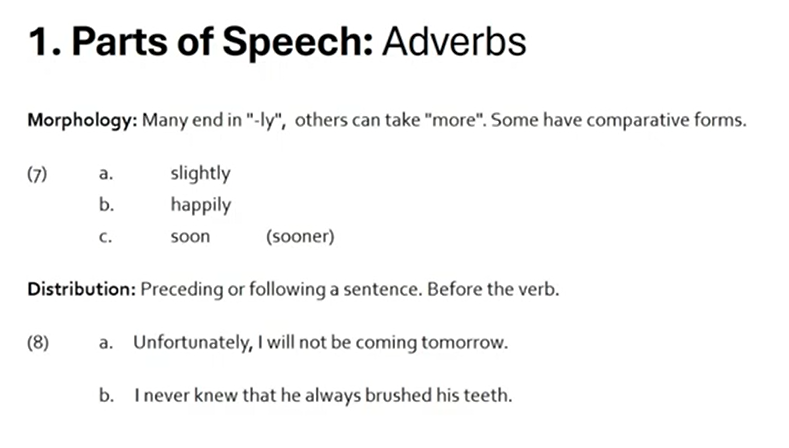 1. Parts of Speech: Adverbs
Morphology: Many end in "-ly", others can take "more". Some have comparative forms.
(7) a. slightly
b. happily
c. soon (sooner)
Distribution: Preceding or following a sentence. Before the verb.
(8) a. Unfortunately, I will not be coming tomorrow.
b. I never knew that he always brushed his teeth.